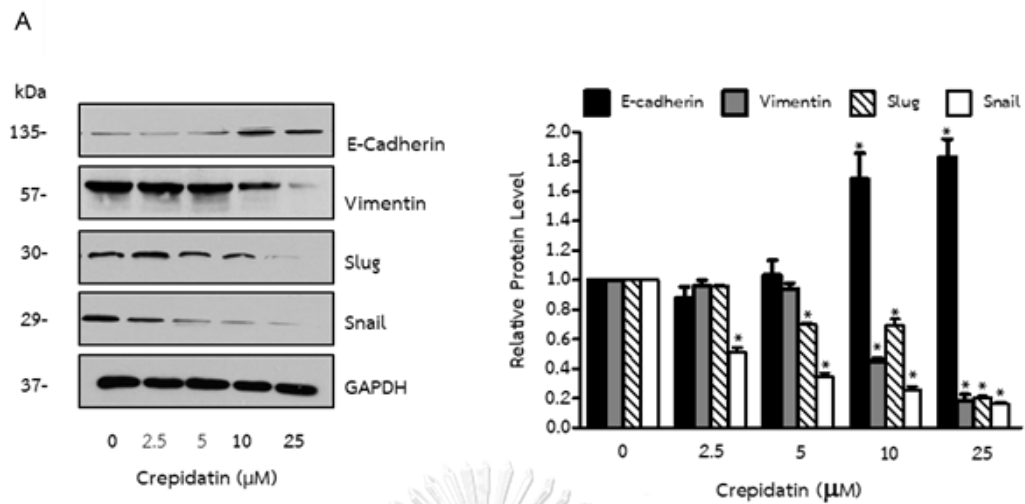 A
kDa
135-
E-Cadherin
57-
Vimentin
30-
Slug
29-
Snail
37-
GAPDH
0 2.5 5 10 25
Crepidatin (μM)
E-cadherin Vimentin Slug Snail
Relative Protein Level
2.0
1.8
1.6
1.4
1.2
1.0
0.8
0.6
0.4
0.2
0.0
* * * * * * * * * * *
0 2.5 5 10 25
Crepidatin (μM)